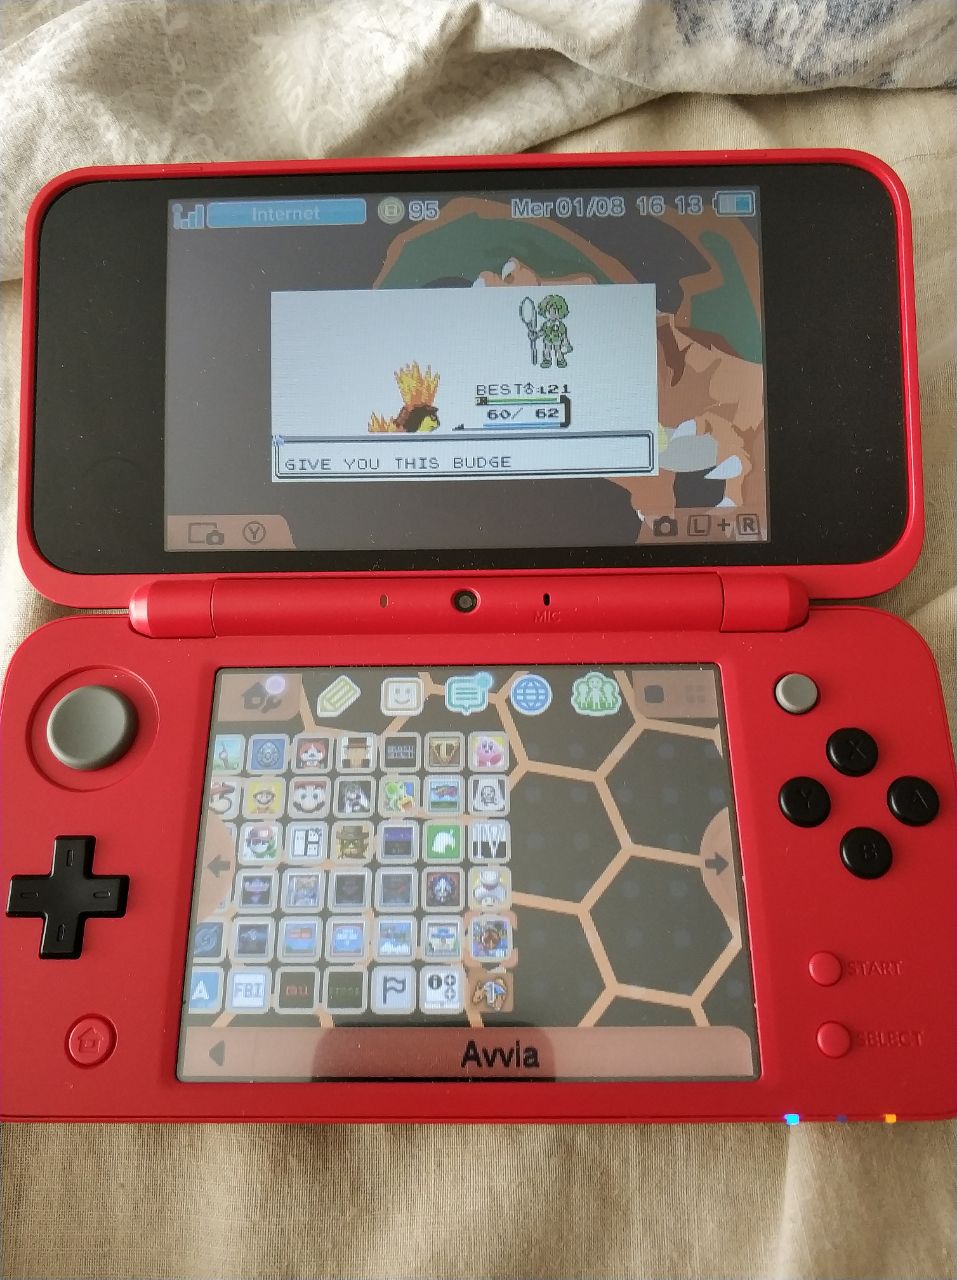 Internet 95 Mer 01/08 16 13
BEST♂ :L21
60/ 62
GIVE YOU THIS BUDGE
Y L + R
MIC
X
Y A
B
FBI
START
SELECT
Avvia